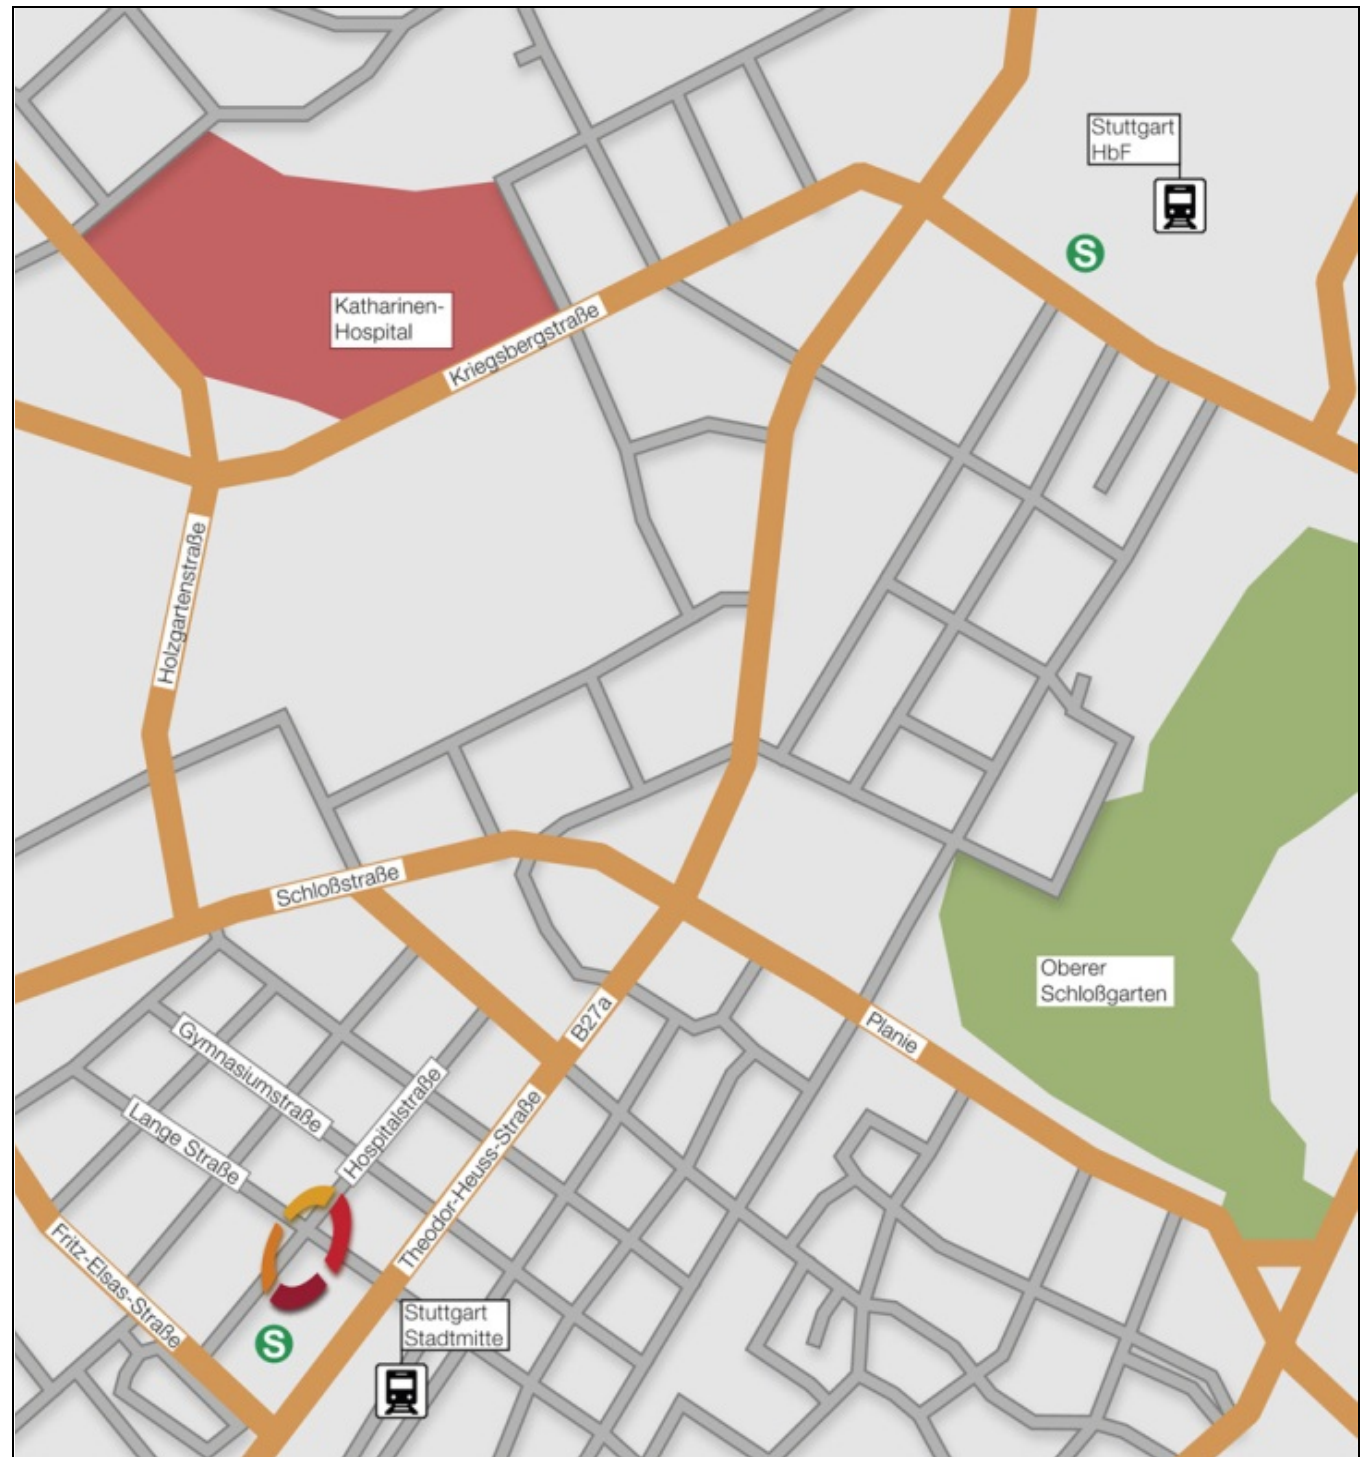 Stuttgart
HbF
S
Katharinen-
Hospital
Kriegsbergstraße
Holzgartenstraße
Schloßstraße
Oberer
Schloßgarten
B27a
Planie
Gymnasiumstraße
Hospitalstraße
Lange Straße
Theodor-Heuss-Straße
Fritz-Elsas-Straße
Stuttgart
Stadtmitte
S